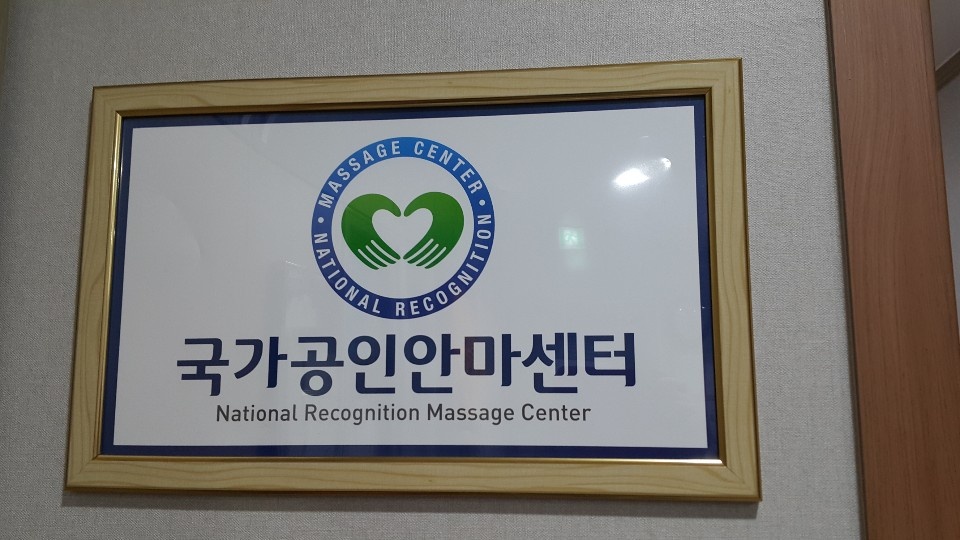 MASSAGE CENTER
NATIONAL RECOGNITION
국가공인안마센터
National Recognition Massage Center